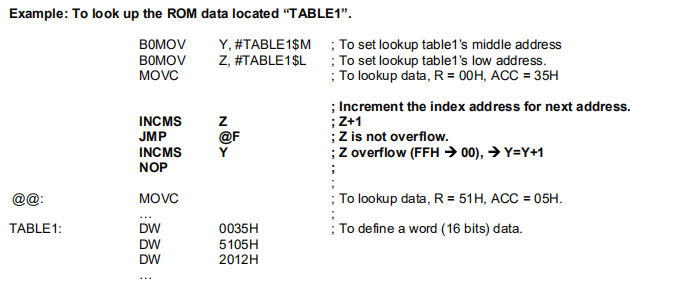 Example: To look up the ROM data located “TABLE1”.
B0MOV Y, #TABLE1$M ; To set lookup table1’s middle address
B0MOV Z, #TABLE1$L ; To set lookup table1’s low address.
MOVC ; To lookup data, R = 00H, ACC = 35H
; Increment the index address for next address.
INCMS Z ; Z+1
JMP @F ; Z is not overflow.
INCMS Y ; Z overflow (FFH → 00), → Y=Y+1
NOP ;
;
@@: MOVC ; To lookup data, R = 51H, ACC = 05H.
… ;
TABLE1: DW 0035H ; To define a word (16 bits) data.
DW 5105H
DW 2012H
…